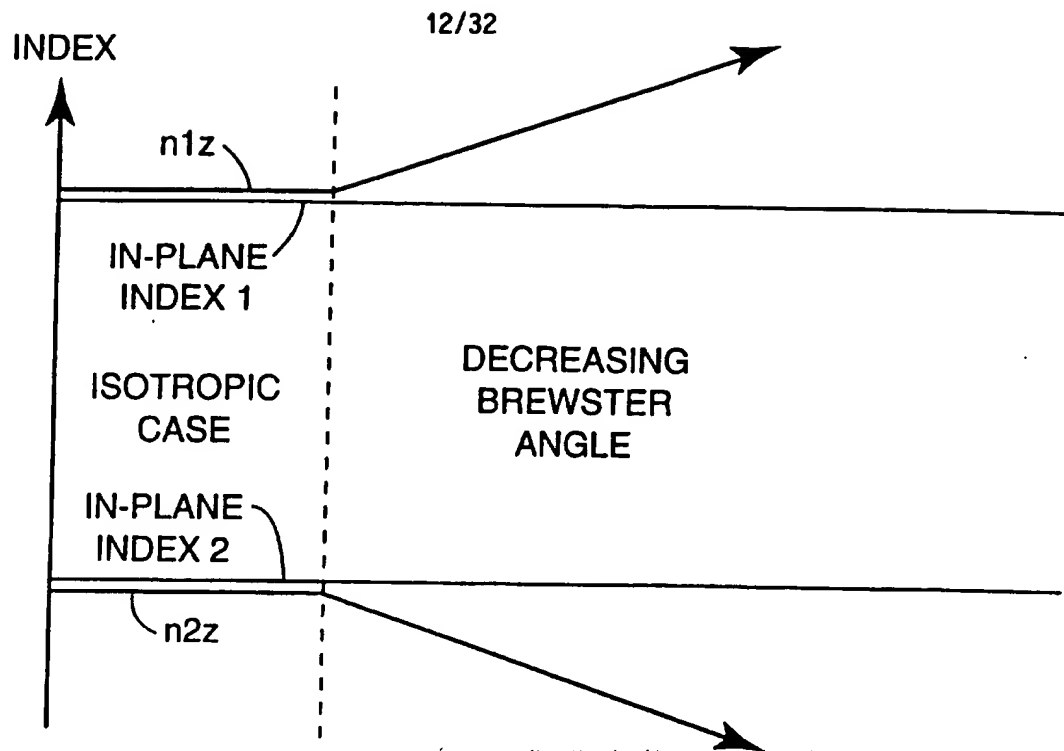 12/32
INDEX
n1z
IN-PLANE
INDEX 1
ISOTROPIC
CASE
DECREASING
BREWSTER
ANGLE
IN-PLANE
INDEX 2
n2z